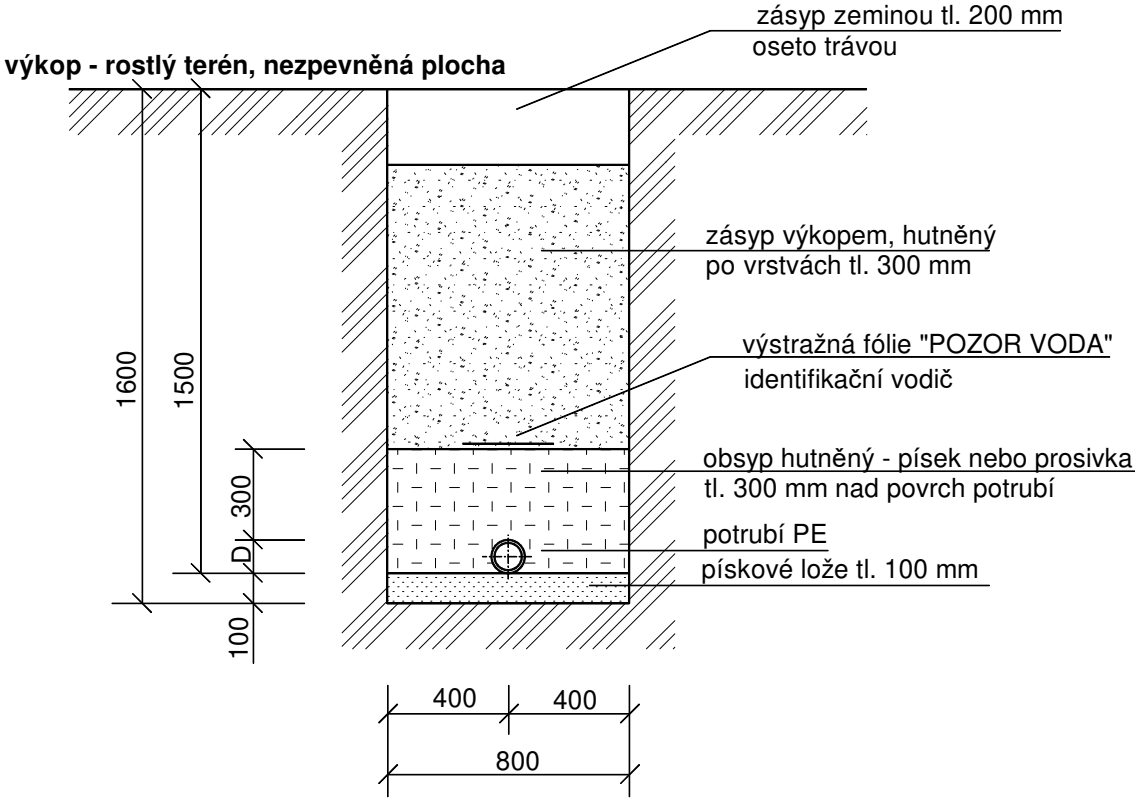 zásyp zeminou tl. 200 mm
oseto trávou
výkop - rostlý terén, nezpevněná plocha
zásyp výkopem, hutněný
po vrstvách tl. 300 mm
výstražná fólie "POZOR VODA"
identifikační vodič
1600
1500
obsyp hutněný - písek nebo prosivka
tl. 300 mm nad povrch potrubí
300
potrubí PE
D
pískové lože tl. 100 mm
100
400
400
800